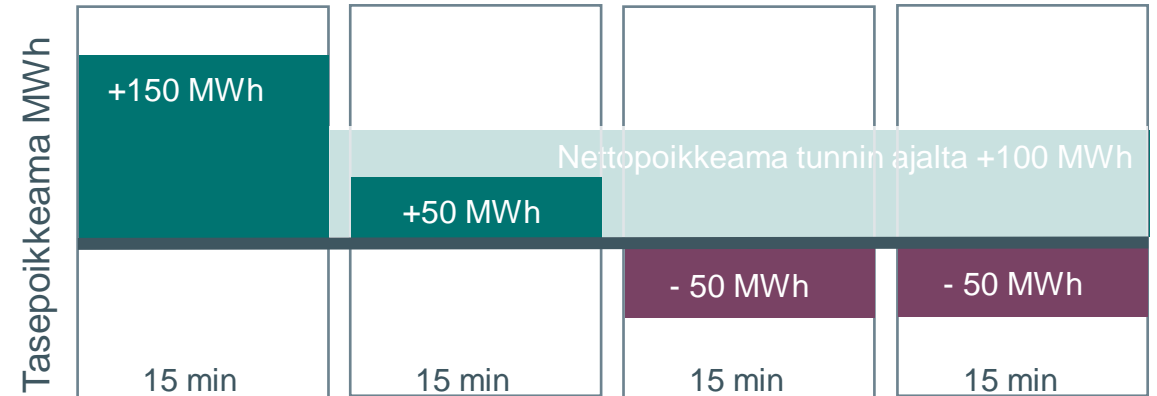 Tasepoikkeama MWh
+150 MWh
Nettopoikkeama tunnin ajalta +100 MWh
+50 MWh
- 50 MWh
- 50 MWh
15 min
15 min
15 min
15 min